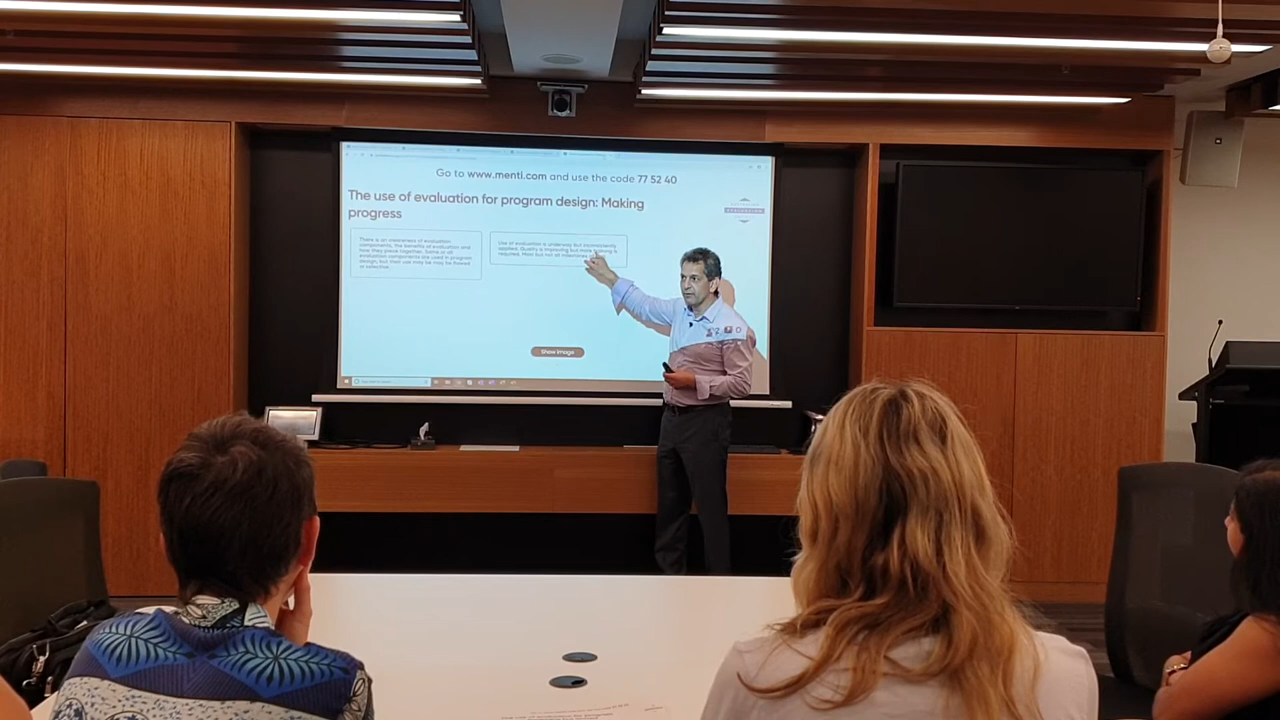 Go to www.menti.com and use the code 77 52 40
The use of evaluation for program design: Making
progress
EVALUATION
There is an awareness of evaluation
components, the benefits of evaluation and
how they piece together. Some or all
evaluation components are used in program
design, but their use may be may be flawed
or selective.
Use of evaluation is underway but inconsistently
applied. Quality is improving but more training is
required. Most but not all milestones
Show image